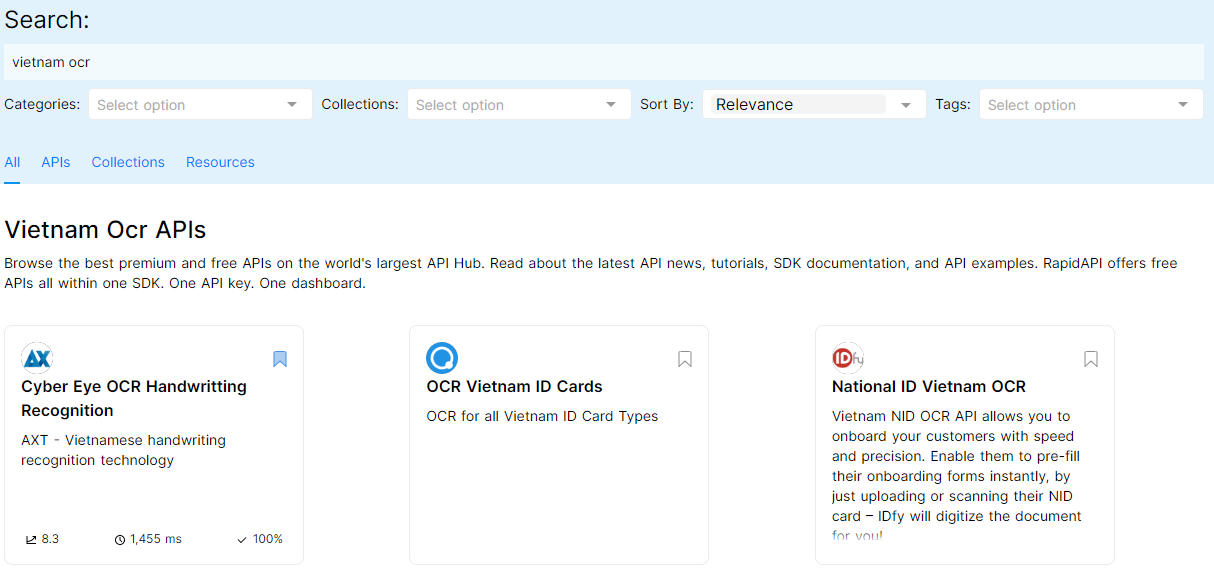 Search:
vietnam ocr
Categories: Select option Collections: Select option Sort By: Relevance Tags: Select option
All APIs Collections Resources
Vietnam Ocr APIs
Browse the best premium and free APIs on the world's largest API Hub. Read about the latest API news, tutorials, SDK documentation, and API examples. RapidAPI offers free
APIs all within one SDK. One API key. One dashboard.
AX
Cyber Eye OCR Handwritting
Recognition
AXT - Vietnamese handwriting
recognition technology
8.3 1,455 ms 100%
OCR Vietnam ID Cards
OCR for all Vietnam ID Card Types
IDfy
National ID Vietnam OCR
Vietnam NID OCR API allows you to
onboard your customers with speed
and precision. Enable them to pre-fill
their onboarding forms instantly, by
just uploading or scanning their NID
card – IDfy will digitize the document
for you!